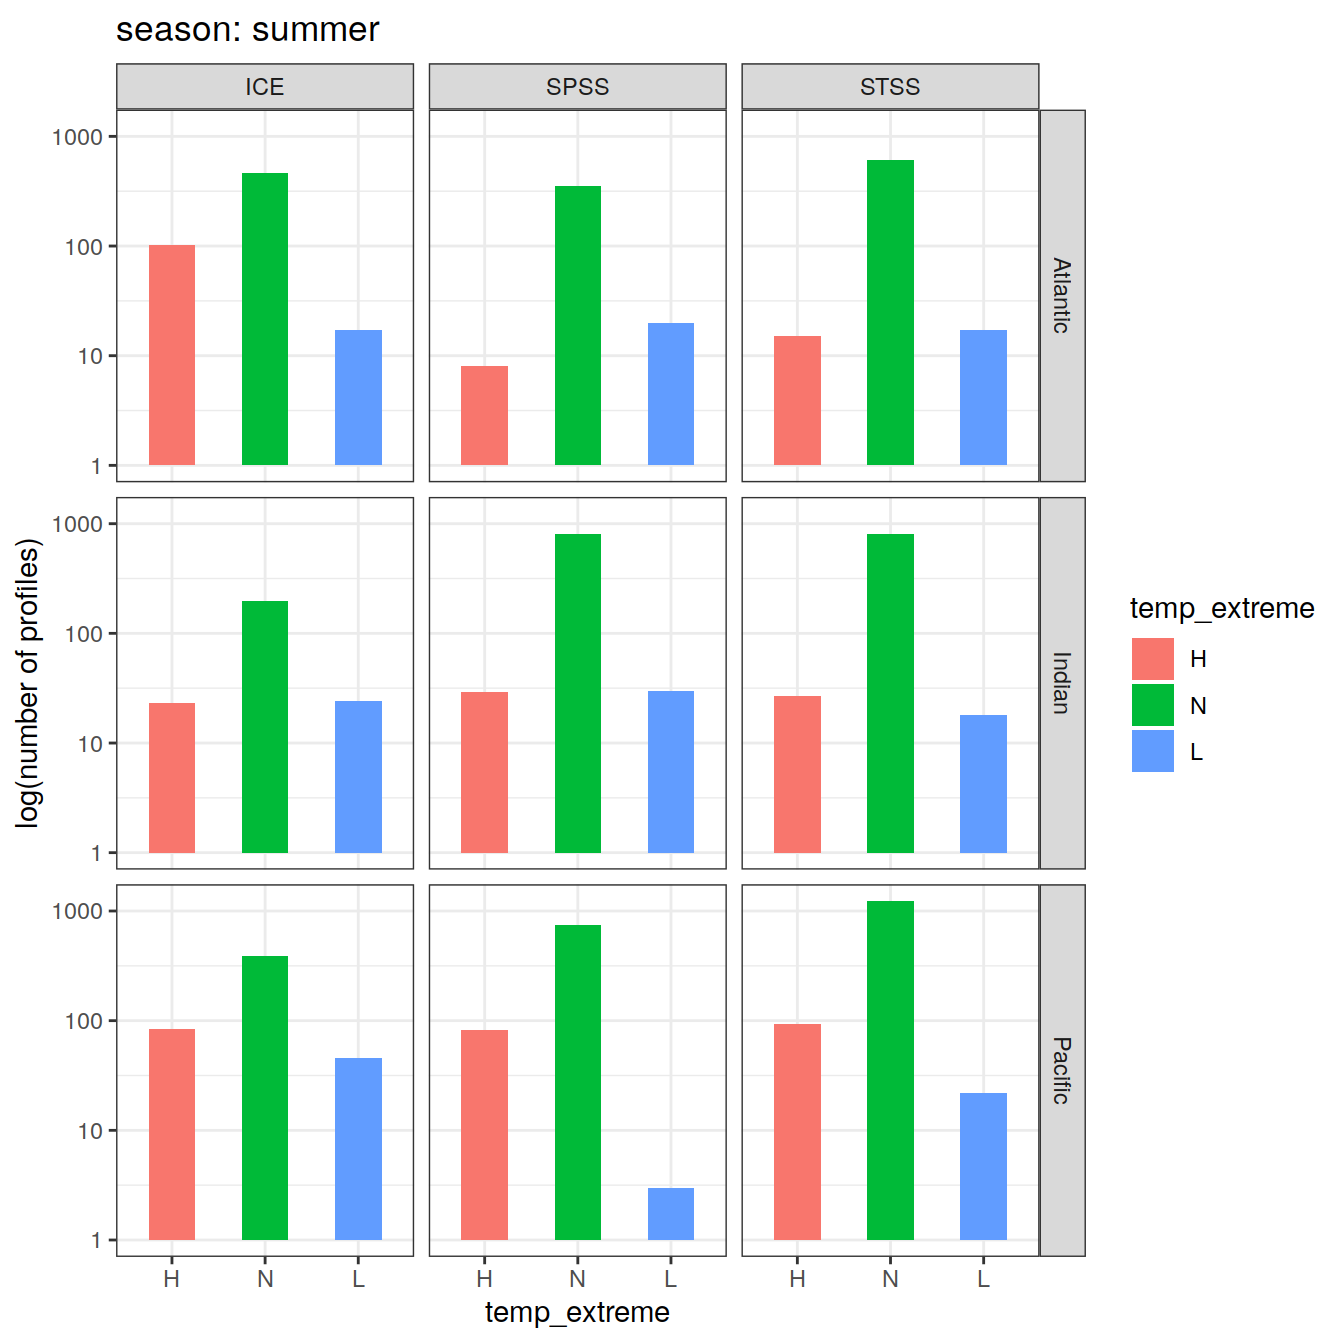 season: summer
ICE SPSS STSS
1000
100
10
1
Atlantic
1000
100
10
1
Indian
1000
100
10
1
Pacific
log(number of profiles)
H N L H N L H N L
temp_extreme
temp_extreme
H
N
L